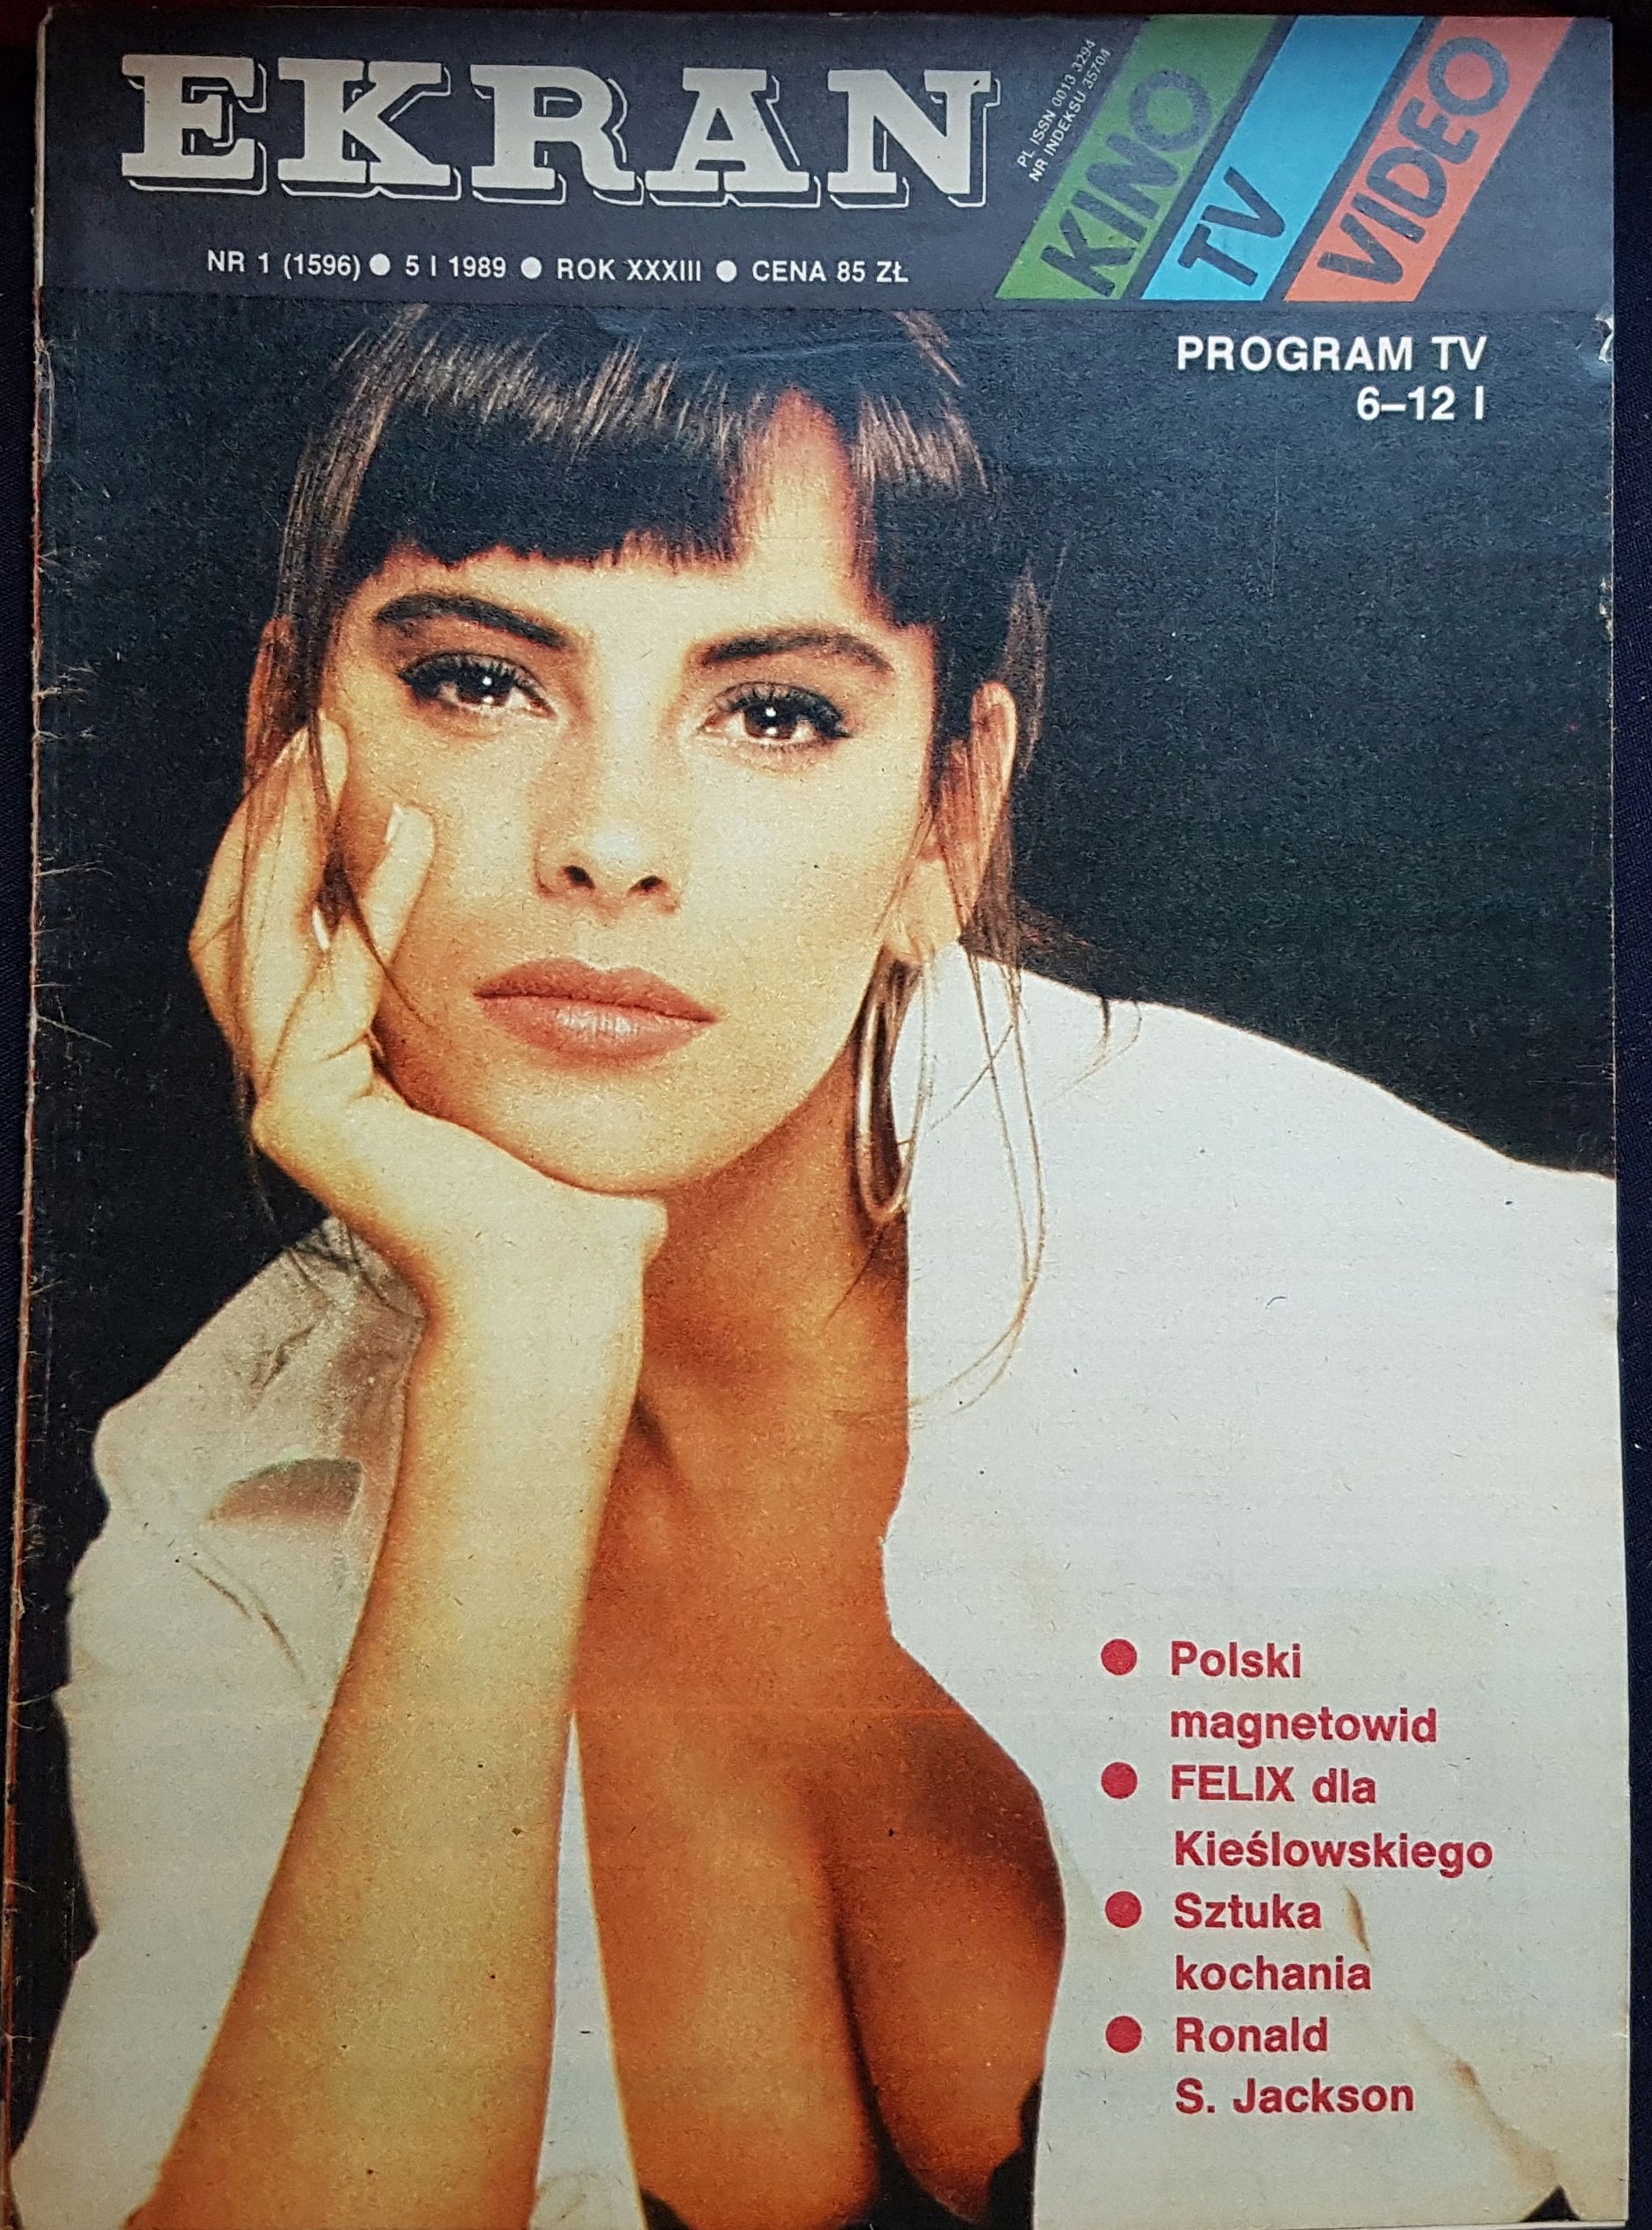 EKRAN
PL ISSN 0013 3294
NR INDEKSU 35704
KINO
TV
VIDEO
NR 1 (1596) ● 5 I 1989 ● ROK XXXIII ● CENA 85 ZŁ
PROGRAM TV
6–12 I
● Polski
magnetowid
● FELIX dla
Kieślowskiego
● Sztuka
kochania
● Ronald
S. Jackson